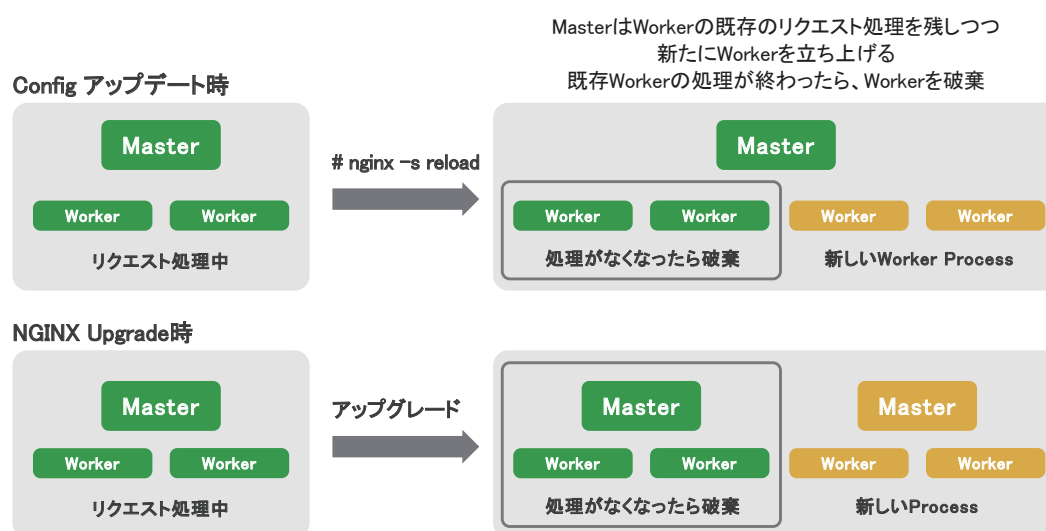 MasterはWorkerの既存のリクエスト処理を残しつつ
新たにWorkerを立ち上げる
既存Workerの処理が終わったら、Workerを破棄
Config アップデート時
Master
Worker
Worker
リクエスト処理中
# nginx -s reload
Master
Worker
Worker
処理がなくなったら破棄
Worker
Worker
新しいWorker Process
NGINX Upgrade時
Master
Worker
Worker
リクエスト処理中
アップグレード
Master
Worker
Worker
処理がなくなったら破棄
Master
Worker
Worker
新しいProcess